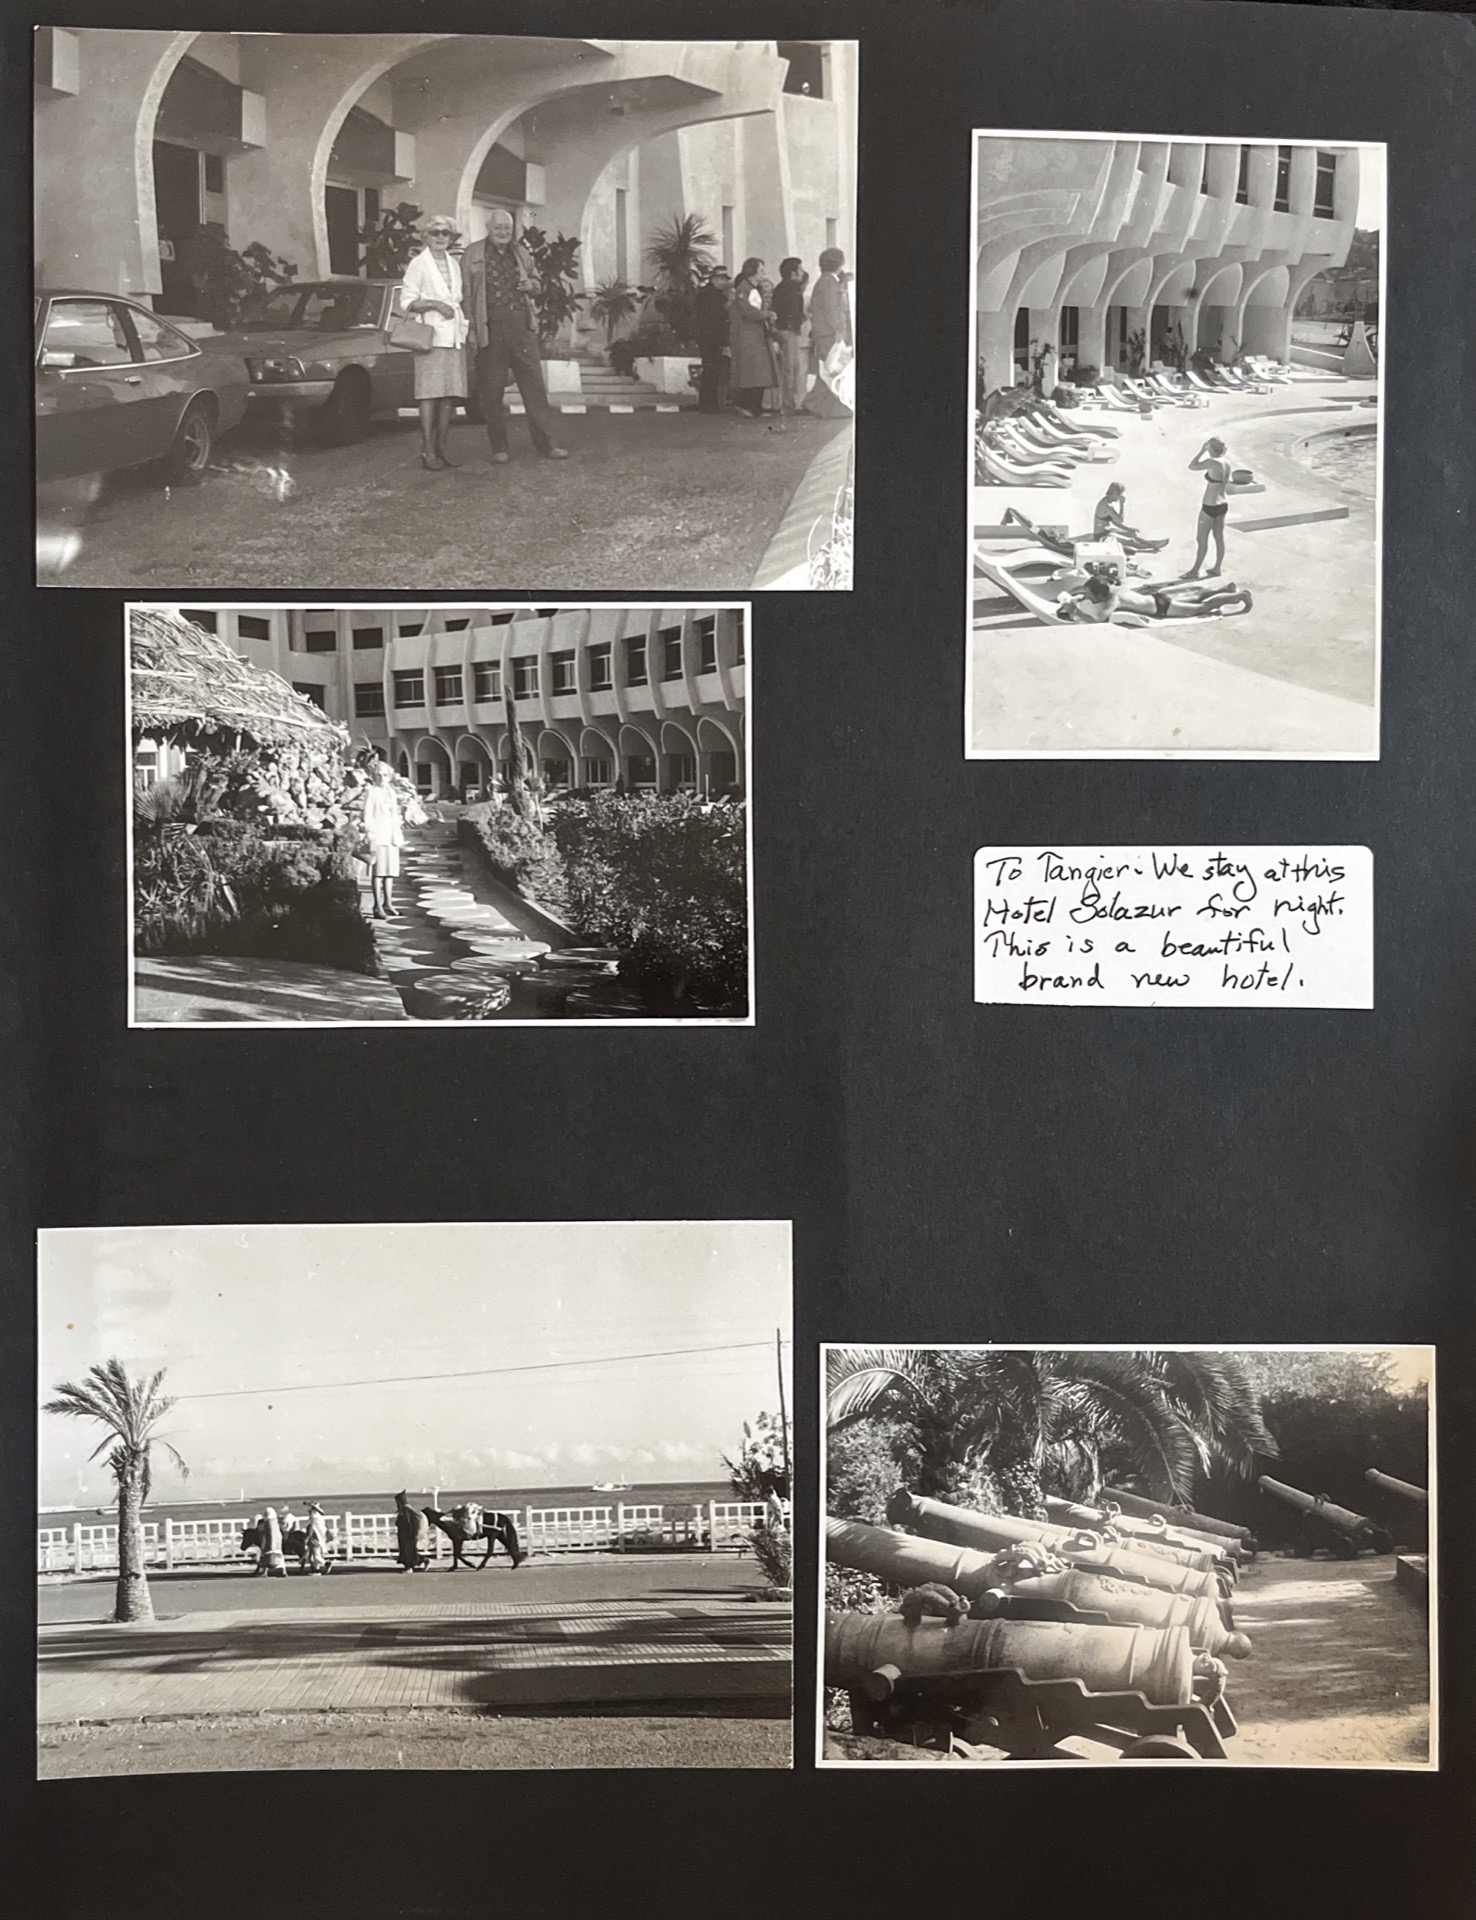 To Tangier. We stay at this
Hotel Solazur for night.
This is a beautiful
brand new hotel.